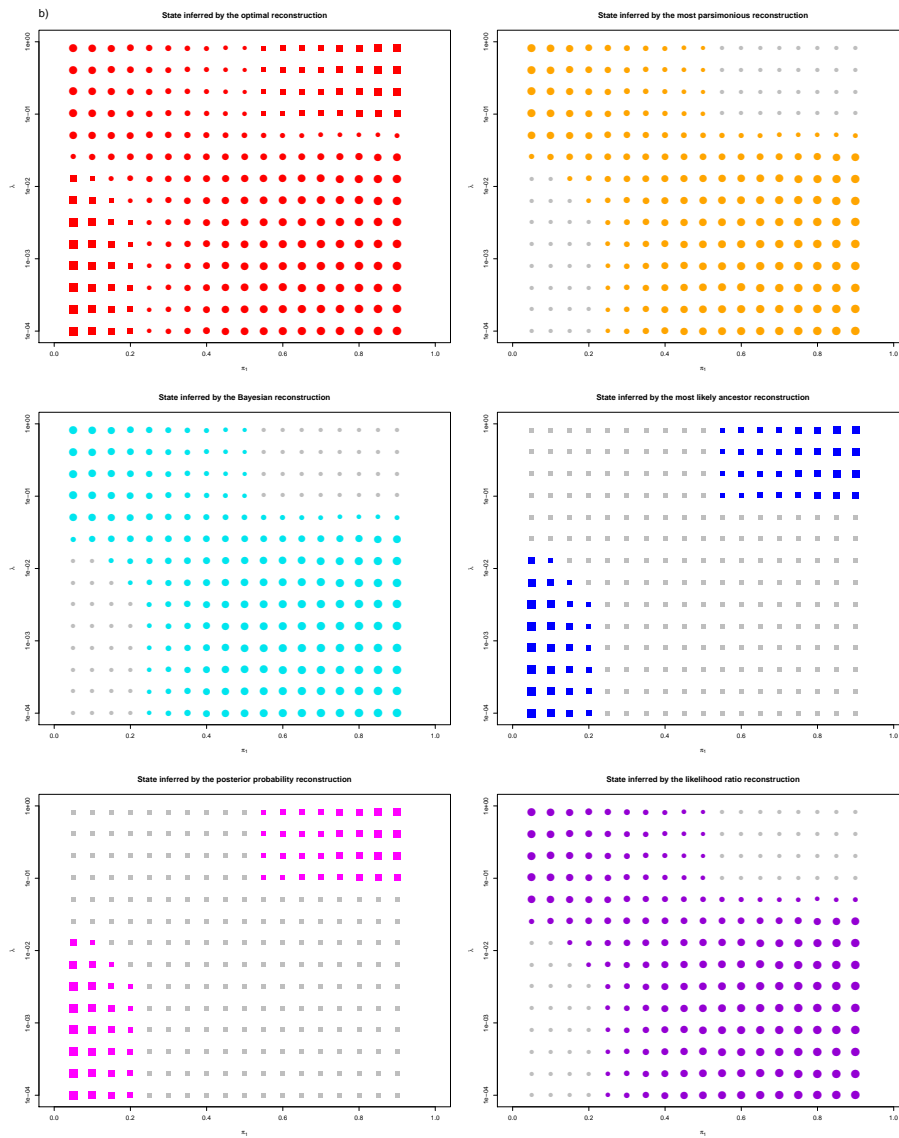 b)
State inferred by the optimal reconstruction
1e+00
1e−01
1e−02
1e−03
1e−04
λ
0.0 0.2 0.4 0.6 0.8 1.0
π1
State inferred by the most parsimonious reconstruction
1e+00
1e−01
1e−02
1e−03
1e−04
λ
0.0 0.2 0.4 0.6 0.8 1.0
π1
State inferred by the Bayesian reconstruction
1e+00
1e−01
1e−02
1e−03
1e−04
λ
0.0 0.2 0.4 0.6 0.8 1.0
π1
State inferred by the most likely ancestor reconstruction
1e+00
1e−01
1e−02
1e−03
1e−04
λ
0.0 0.2 0.4 0.6 0.8 1.0
π1
State inferred by the posterior probability reconstruction
1e+00
1e−01
1e−02
1e−03
1e−04
λ
0.0 0.2 0.4 0.6 0.8 1.0
π1
State inferred by the likelihood ratio reconstruction
1e+00
1e−01
1e−02
1e−03
1e−04
λ
0.0 0.2 0.4 0.6 0.8 1.0
π1